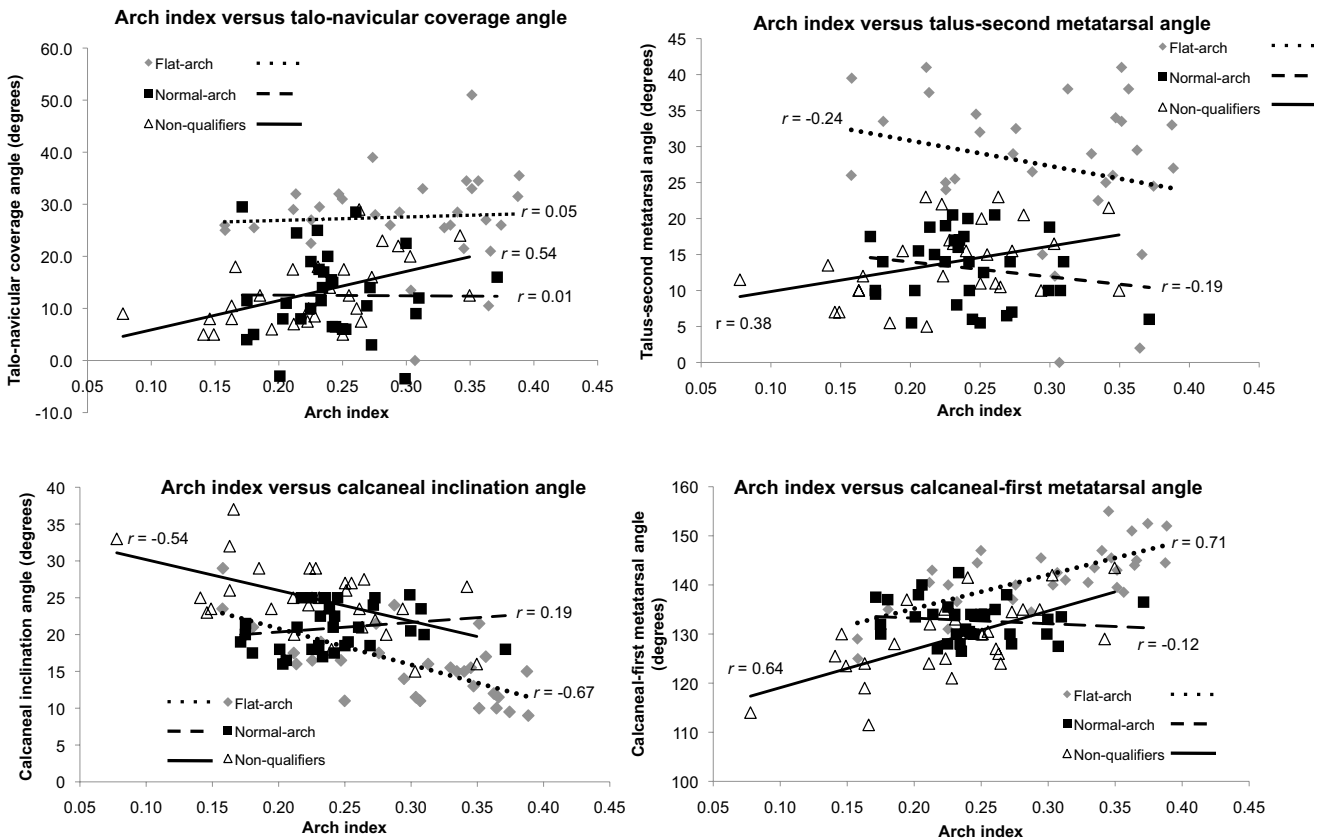 Arch index versus talo-navicular coverage angle
Talo-navicular coverage angle (degrees)
60.0
50.0
40.0
30.0
20.0
10.0
0.0
-10.0
Flat-arch
Normal-arch
Non-qualifiers
r = 0.05
r = 0.54
r = 0.01
0.05 0.10 0.15 0.20 0.25 0.30 0.35 0.40 0.45
Arch index
Arch index versus talus-second metatarsal angle
Talus-second metatarsal angle (degrees)
45
40
35
30
25
20
15
10
5
0
Flat-arch
Normal-arch
Non-qualifiers
r = -0.24
r = -0.19
r = 0.38
0.05 0.10 0.15 0.20 0.25 0.30 0.35 0.40 0.45
Arch index
Arch index versus calcaneal inclination angle
Calcaneal inclination angle (degrees)
40
35
30
25
20
15
10
5
0
r = -0.54
r = 0.19
r = -0.67
Flat-arch
Normal-arch
Non-qualifiers
0.00 0.05 0.10 0.15 0.20 0.25 0.30 0.35 0.40 0.45
Arch index
Arch index versus calcaneal-first metatarsal angle
Calcaneal-first metatarsal angle
(degrees)
160
150
140
130
120
110
100
r = 0.71
r = -0.12
r = 0.64
Flat-arch
Normal-arch
Non-qualifiers
0.05 0.10 0.15 0.20 0.25 0.30 0.35 0.40 0.45
Arch index